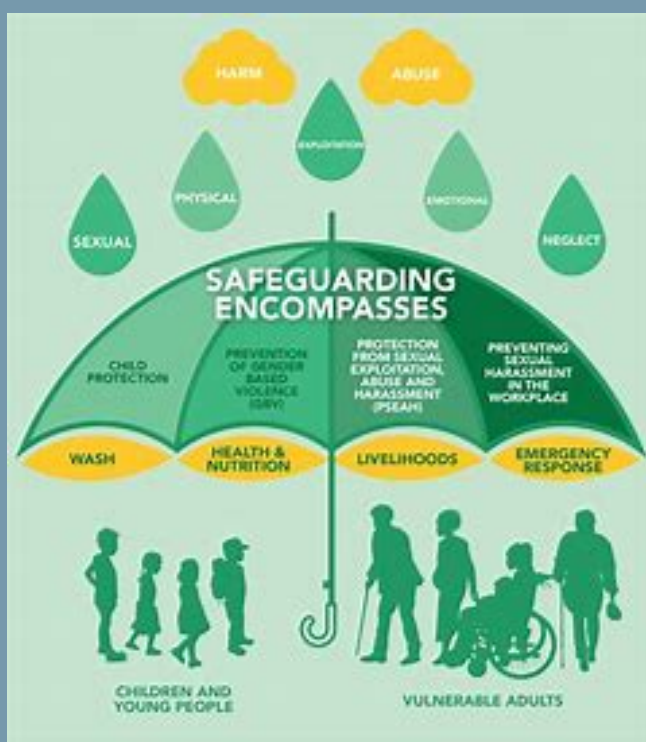 HARM
ABUSE
EXPLOITATION
PHYSICAL
EMOTIONAL
SEXUAL
NEGLECT
SAFEGUARDING
ENCOMPASSES
CHILD
PROTECTION
PREVENTION
OF GENDER
BASED
VIOLENCE
(GBV)
PROTECTION
FROM SEXUAL
EXPLOITATION,
ABUSE AND
HARASSMENT
(PSEAH)
PREVENTING
SEXUAL
HARASSMENT
IN THE
WORKPLACE
WASH
HEALTH &
NUTRITION
LIVELIHOODS
EMERGENCY
RESPONSE
CHILDREN AND
YOUNG PEOPLE
VULNERABLE ADULTS